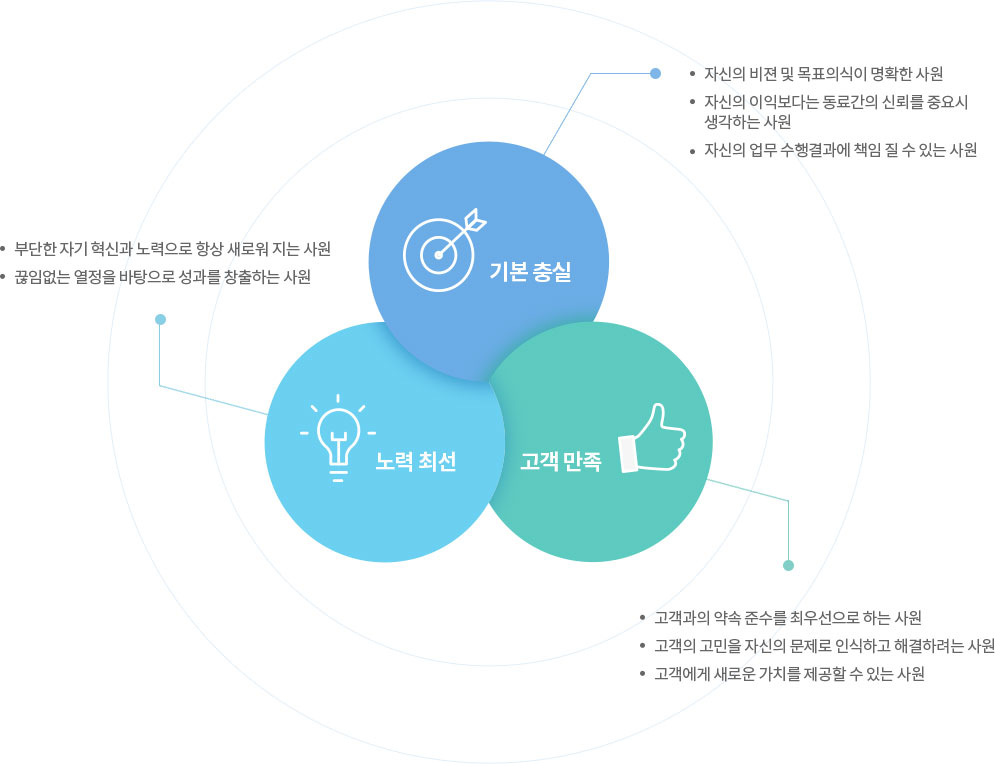 • 자신의 비젼 및 목표의식이 명확한 사원
• 자신의 이익보다는 동료간의 신뢰를 중요시
생각하는 사원
• 자신의 업무 수행결과에 책임 질 수 있는 사원
기본 충실
• 부단한 자기 혁신과 노력으로 항상 새로워 지는 사원
• 끊임없는 열정을 바탕으로 성과를 창출하는 사원
노력 최선
고객 만족
• 고객과의 약속 준수를 최우선으로 하는 사원
• 고객의 고민을 자신의 문제로 인식하고 해결하려는 사원
• 고객에게 새로운 가치를 제공할 수 있는 사원